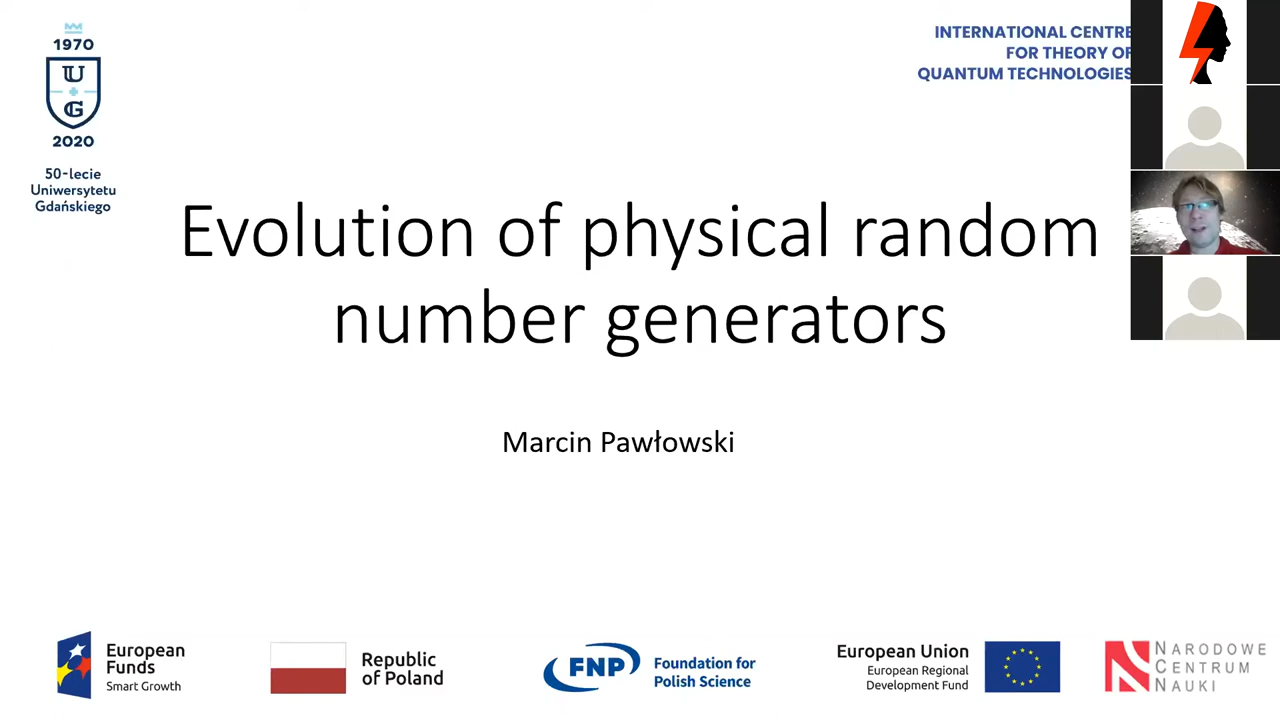 1970
U
G
2020
50-lecie
Uniwersytetu
Gdańskiego
INTERNATIONAL CENTRE
FOR THEORY OF
QUANTUM TECHNOLOGIES
Evolution of physical random
number generators
Marcin Pawłowski
European
Funds
Smart Growth
Republic
of Poland
FNP
Foundation for
Polish Science
European Union
European Regional
Development Fund
NARODOWE
CENTRUM
NAUKI